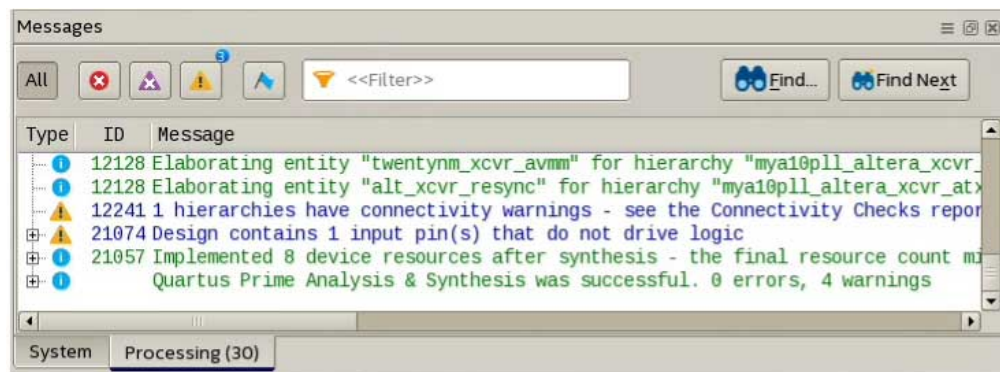 Messages
3
All
<<Filter>>
Find...
Find Next
Type ID Message
12128 Elaborating entity "twentynm_xcvr_avmm" for hierarchy "mya10pll_altera_xcvr_
12128 Elaborating entity "alt_xcvr_resync" for hierarchy "mya10pll_altera_xcvr_atx
12241 1 hierarchies have connectivity warnings - see the Connectivity Checks repor
21074 Design contains 1 input pin(s) that do not drive logic
21057 Implemented 8 device resources after synthesis - the final resource count mi
Quartus Prime Analysis & Synthesis was successful. 0 errors, 4 warnings
System
Processing (30)